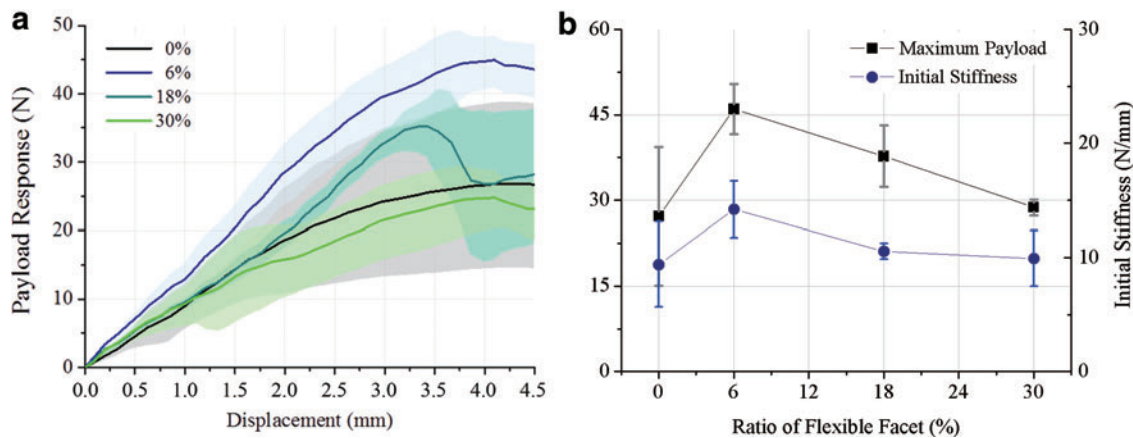 a
50
40
30
20
10
0
Payload Response (N)
0%
6%
18%
30%
0.0 0.5 1.0 1.5 2.0 2.5 3.0 3.5 4.0 4.5
Displacement (mm)
b
60
45
30
15
0
Maximum Payload
Initial Stiffness
30
20
10
0
Initial Stiffness (N/mm)
0 6 12 18 24 30
Ratio of Flexible Facet (%)